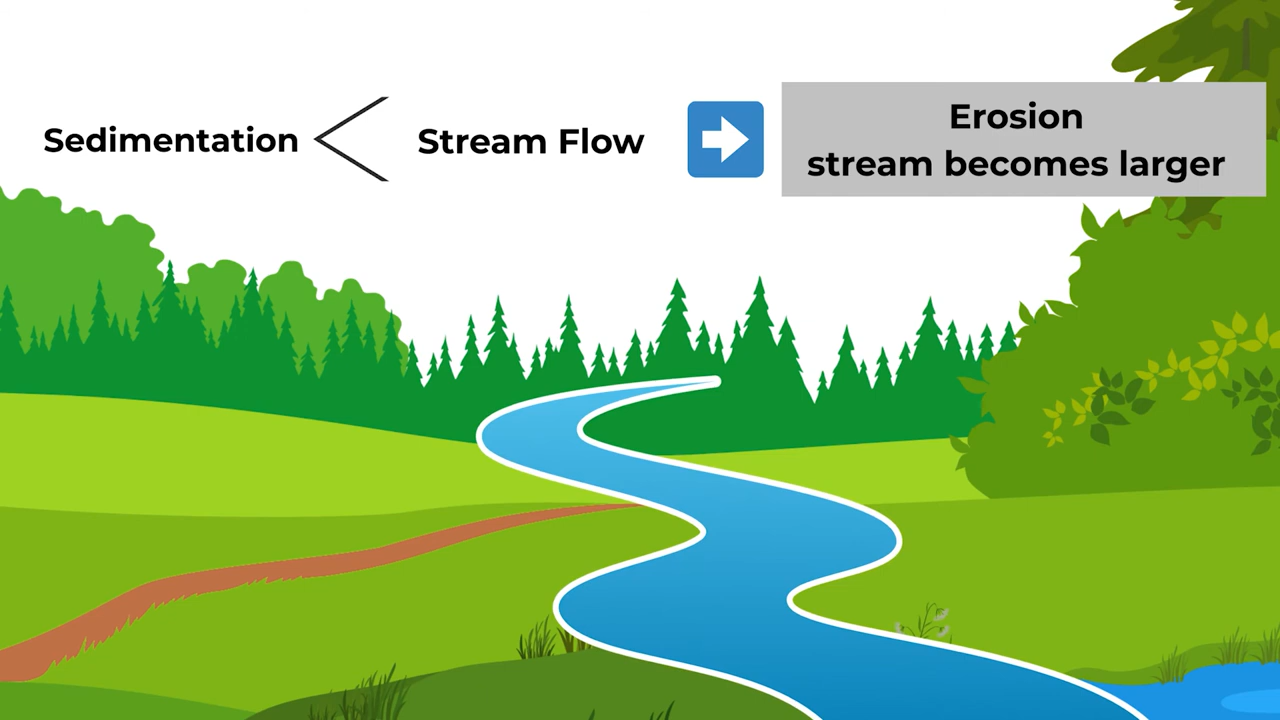 Sedimentation < Stream Flow ➡ Erosion
stream becomes larger